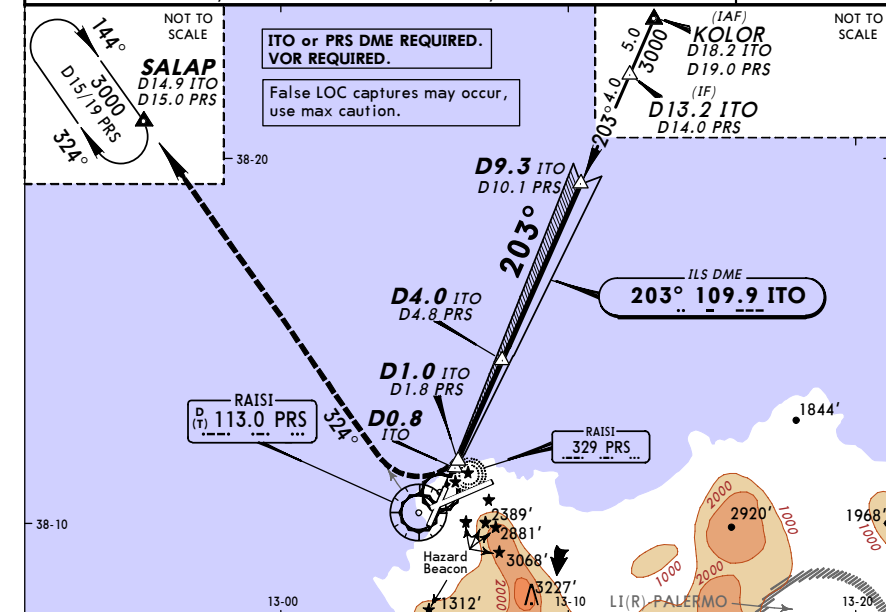 NOT TO
SCALE
144°
3000
D15/19 PRS
324°
SALAP
D14.9 ITO
D15.0 PRS
ITO or PRS DME REQUIRED.
VOR REQUIRED.
False LOC captures may occur,
use max caution.
NOT TO
SCALE
(IAF)
KOLOR
D18.2 ITO
D19.0 PRS
5.0
3000
(IF)
D13.2 ITO
D14.0 PRS
4.0
203°
38-20
D9.3 ITO
D10.1 PRS
203°
ILS DME
203° 109.9 ITO
D4.0 ITO
D4.8 PRS
D1.0 ITO
D1.8 PRS
D0.8
ITO
324°
RAISI
D
(T)
113.0 PRS
RAISI
329 PRS
1844'
38-10
2389'
2881'
3068'
Hazard
Beacon
3227'
1312'
2000
2000
2920'
1000
1000
2000
1968'
1000
LI(R) PALERMO
13-00
13-10
13-20